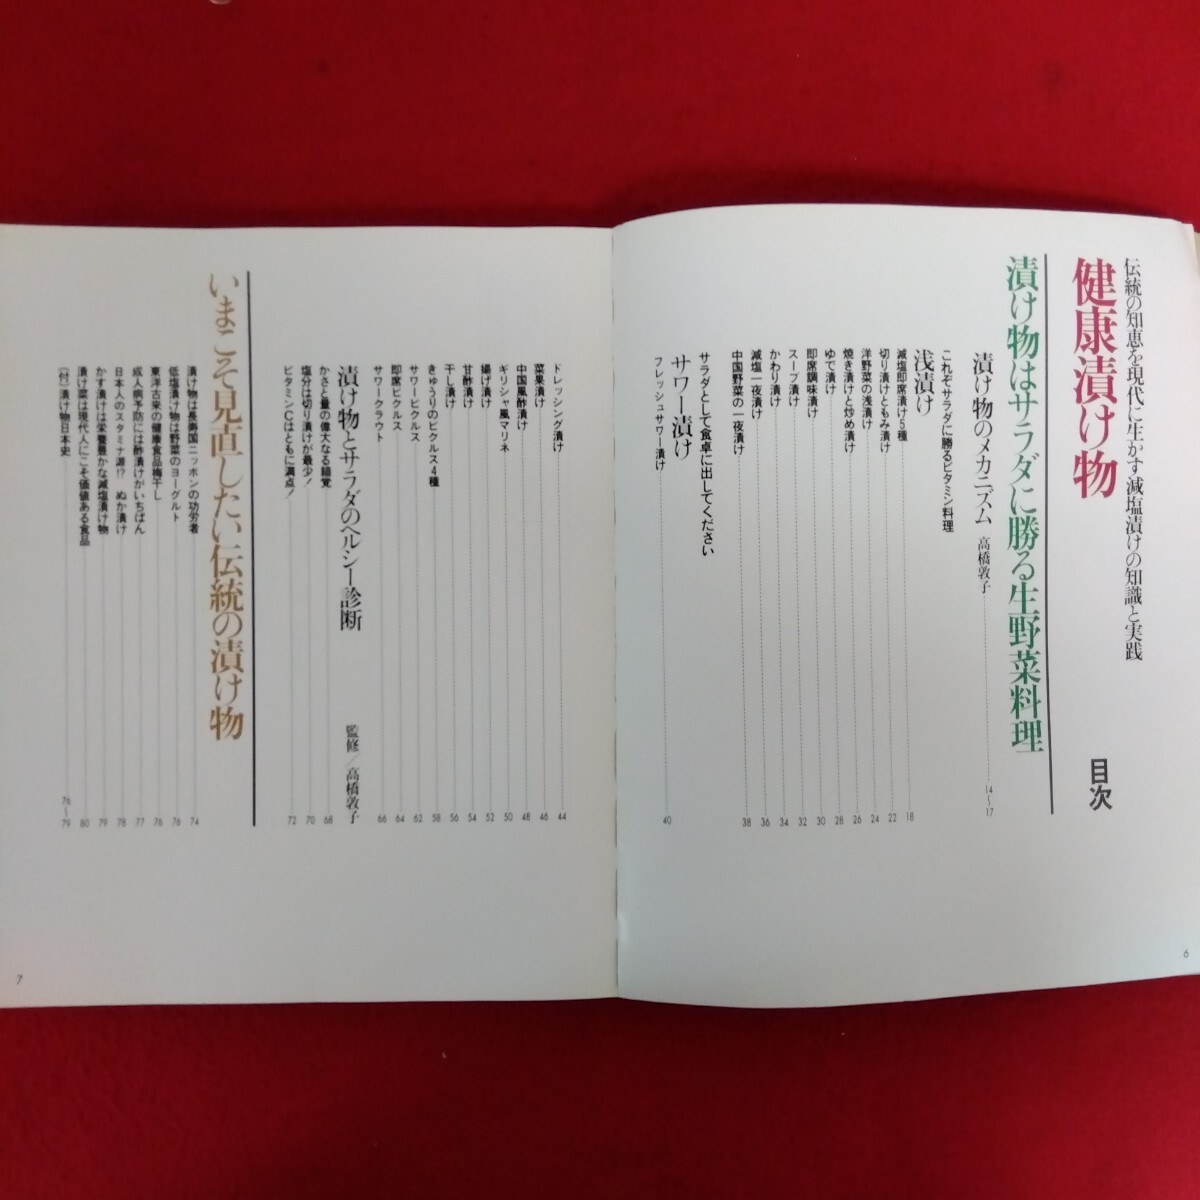 伝統の知恵を現代に生かす減塩漬けの知識と実践
健康漬け物
目次
漬け物はサラダに勝る生野菜料理
漬け物のメカニズム 高橋敦子 14〜17
これぞサラダに勝るビタミン料理
浅漬け
減塩即席漬け5種 18
切り漬けともみ漬け 22
洋野菜の浅漬け 24
焼き漬けと炒め漬け 26
ゆで漬け 28
即席調味漬け 30
スープ漬け 32
かわり漬け 34
減塩一夜漬け 36
中国野菜の一夜漬け 38
サラダとして食卓に出してください
サワー漬け
フレッシュサワー漬け 40
6
ドレッシング漬け 44
菜果漬け 46
中国風酢漬け 48
ギリシャ風マリネ 50
揚げ漬け 52
甘酢漬け 54
干し漬け 56
きゅうりのピクルス4種 58
サワーピクルス 62
即席ピクルス 64
サワークラウト 66
漬け物とサラダのヘルシー診断 監修/高橋敦子
かさと量の偉大なる錯覚 68
塩分は切り漬けが最少! 70
ビタミンCはともに満点! 72
いまこそ見直したい伝統の漬け物
漬け物は長寿国ニッポンの功労者 74
低塩漬け物は野菜のヨーグルト 76
東洋古来の健康食品梅干し 76
成人病予防には酢漬けがいちばん 77
日本人のスタミナ源!? ぬか漬け 78
かす漬けは栄養豊かな減塩漬け物 79
漬け菜は現代人にこそ価値ある食品 80
〔付〕漬け物日本史 76〜79
7